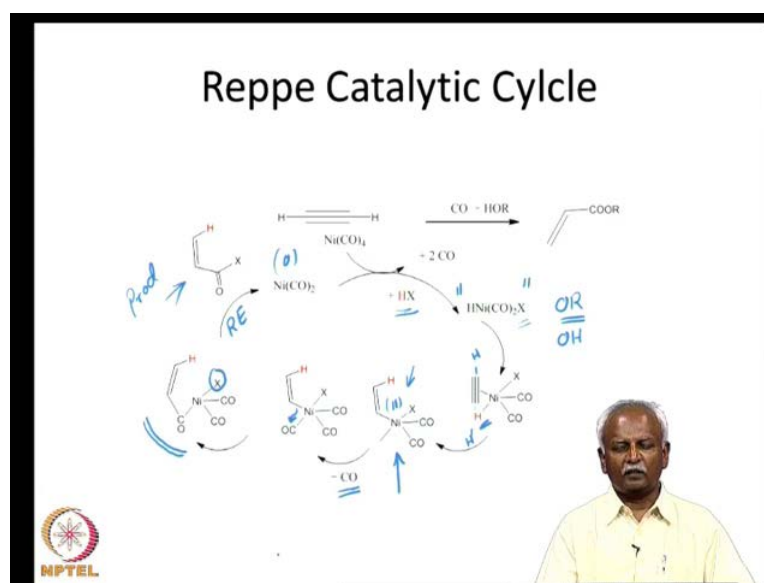 Reppe Catalytic Cylcle
H
H
CO - HOR
COOR
Ni(CO)4
+ 2 CO
H
X
O
Prod
(0)
Ni(CO)2
+ HX
"
HNi(CO)2X
"
OR
OH
RE
H
X
Ni
CO
C
O
CO
H
X
Ni
CO
OC
CO
H
(II)
X
Ni
CO
CO
H
X
Ni
CO
H
CO
H
- CO
NPTEL